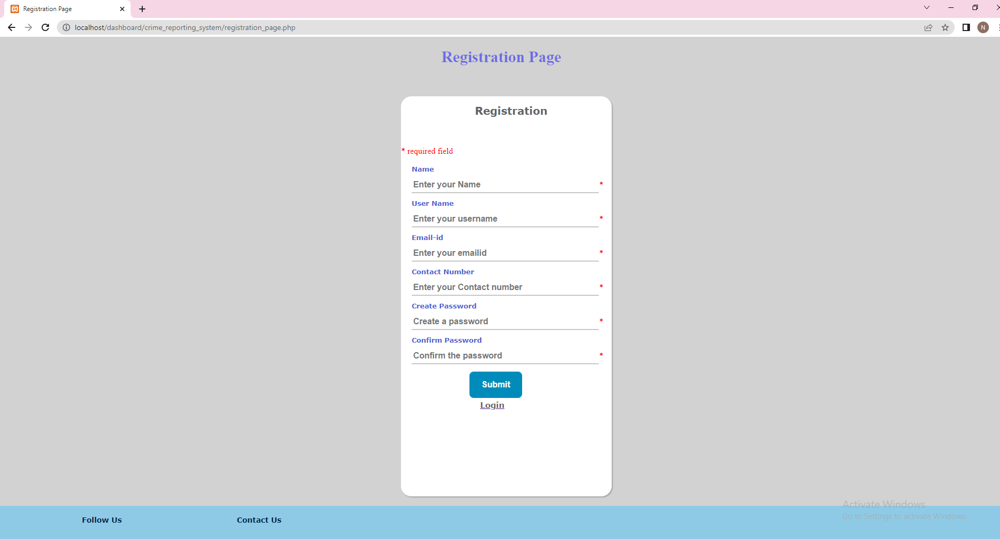 Registration Page
localhost/dashboard/crime_reporting_system/registration_page.php
N
Registration Page
Registration
* required field
Name
Enter your Name *
User Name
Enter your username *
Email-id
Enter your emailid *
Contact Number
Enter your Contact number *
Create Password
Create a password *
Confirm Password
Confirm the password *
Submit
Login
Activate Windows
Go to Settings to activate Windows.
Follow Us
Contact Us